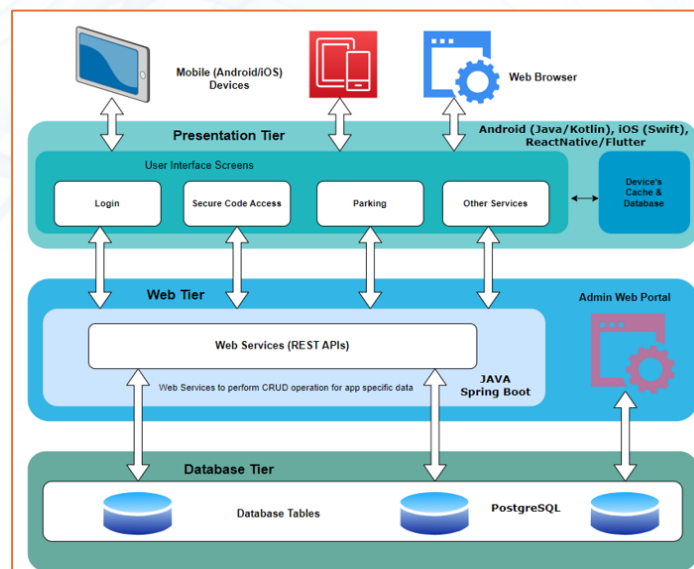 Mobile (Android/iOS)
Devices
Web Browser
Presentation Tier
Android (Java/Kotlin), iOS (Swift),
ReactNative/Flutter
User Interface Screens
Device's
Cache &
Database
Login
Secure Code Access
Parking
Other Services
Web Tier
Admin Web Portal
Web Services (REST APIs)
Web Services to perform CRUD operation for app specific data
JAVA
Spring Boot
Database Tier
Database Tables
PostgreSQL